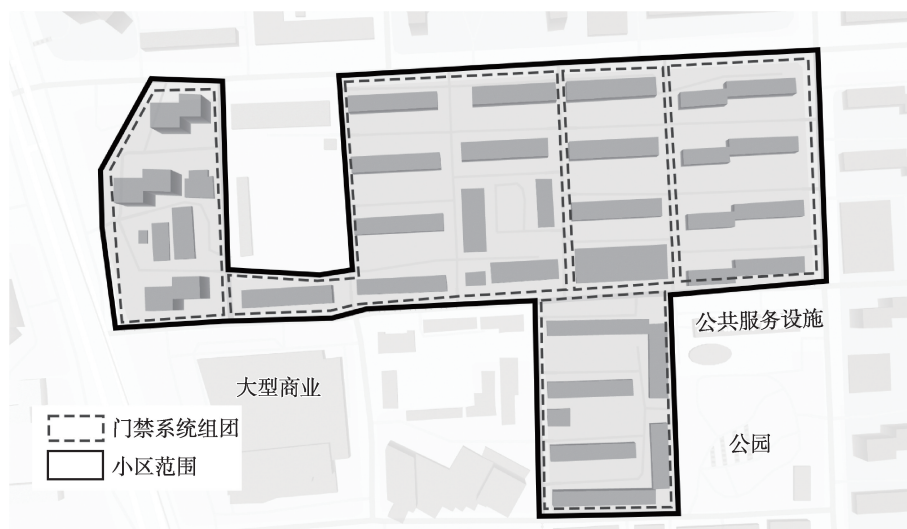 公共服务设施
大型商业
公园
门禁系统组团
小区范围